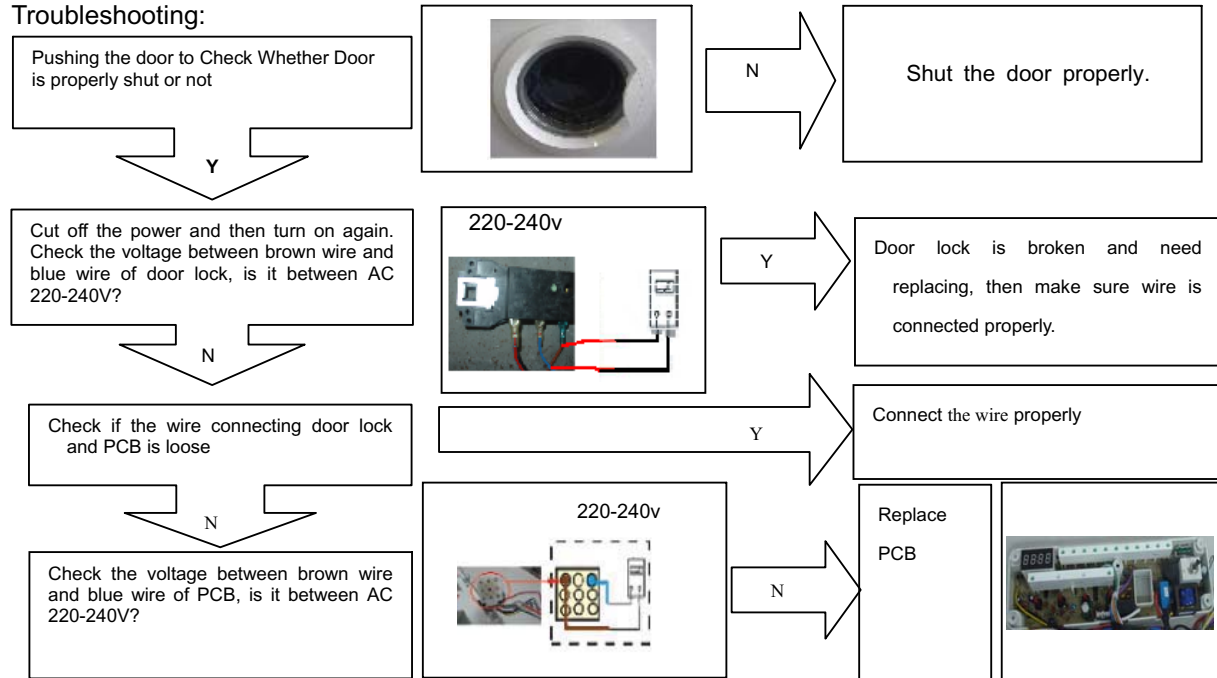 Troubleshooting:
Pushing the door to Check Whether Door
is properly shut or not
N
Shut the door properly.
Y
Cut off the power and then turn on again.
Check the voltage between brown wire and
blue wire of door lock, is it between AC
220-240V?
220-240v
Y
Door lock is broken and need
replacing, then make sure wire is
connected properly.
N
Check if the wire connecting door lock
and PCB is loose
Y
Connect the wire properly
N
Check the voltage between brown wire
and blue wire of PCB, is it between AC
220-240V?
220-240v
N
Replace
PCB